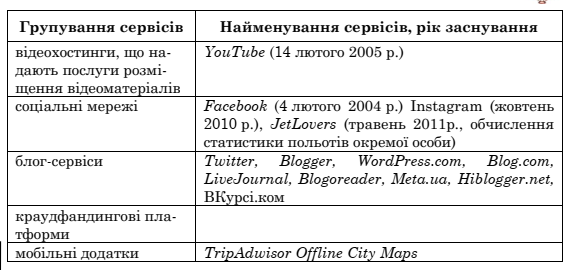 Групування сервісів
Найменування сервісів, рік заснування
відеохостинги, що на-
дають послуги розмі-
щення відеоматеріалів
YouTube (14 лютого 2005 р.)
соціальні мережі
Facebook (4 лютого 2004 р.) Instagram (жовтень
2010 р.), JetLovers (травень 2011р., обчислення
статистики польотів окремої особи)
блог-сервіси
Twitter, Blogger, WordPress.com, Blog.com,
LiveJournal, Blogoreader, Meta.ua, Hiblogger.net,
ВКурсі.ком
краудфандингові пла-
тформи
мобільні додатки
TripAdwisor Offline City Maps